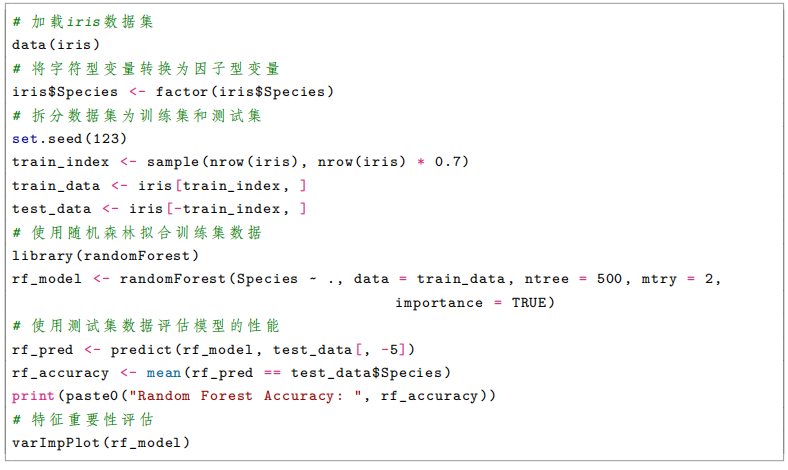 # 加载iris数据集
data(iris)
# 将字符型变量转换为因子型变量
iris$Species <- factor(iris$Species)
# 拆分数据集为训练集和测试集
set.seed(123)
train_index <- sample(nrow(iris), nrow(iris) * 0.7)
train_data <- iris[train_index, ]
test_data <- iris[-train_index, ]
# 使用随机森林拟合训练集数据
library(randomForest)
rf_model <- randomForest(Species ~ ., data = train_data, ntree = 500, mtry = 2,
importance = TRUE)
# 使用测试集数据评估模型的性能
rf_pred <- predict(rf_model, test_data[, -5])
rf_accuracy <- mean(rf_pred == test_data$Species)
print(paste0("Random Forest Accuracy: ", rf_accuracy))
# 特征重要性评估
varImpPlot(rf_model)